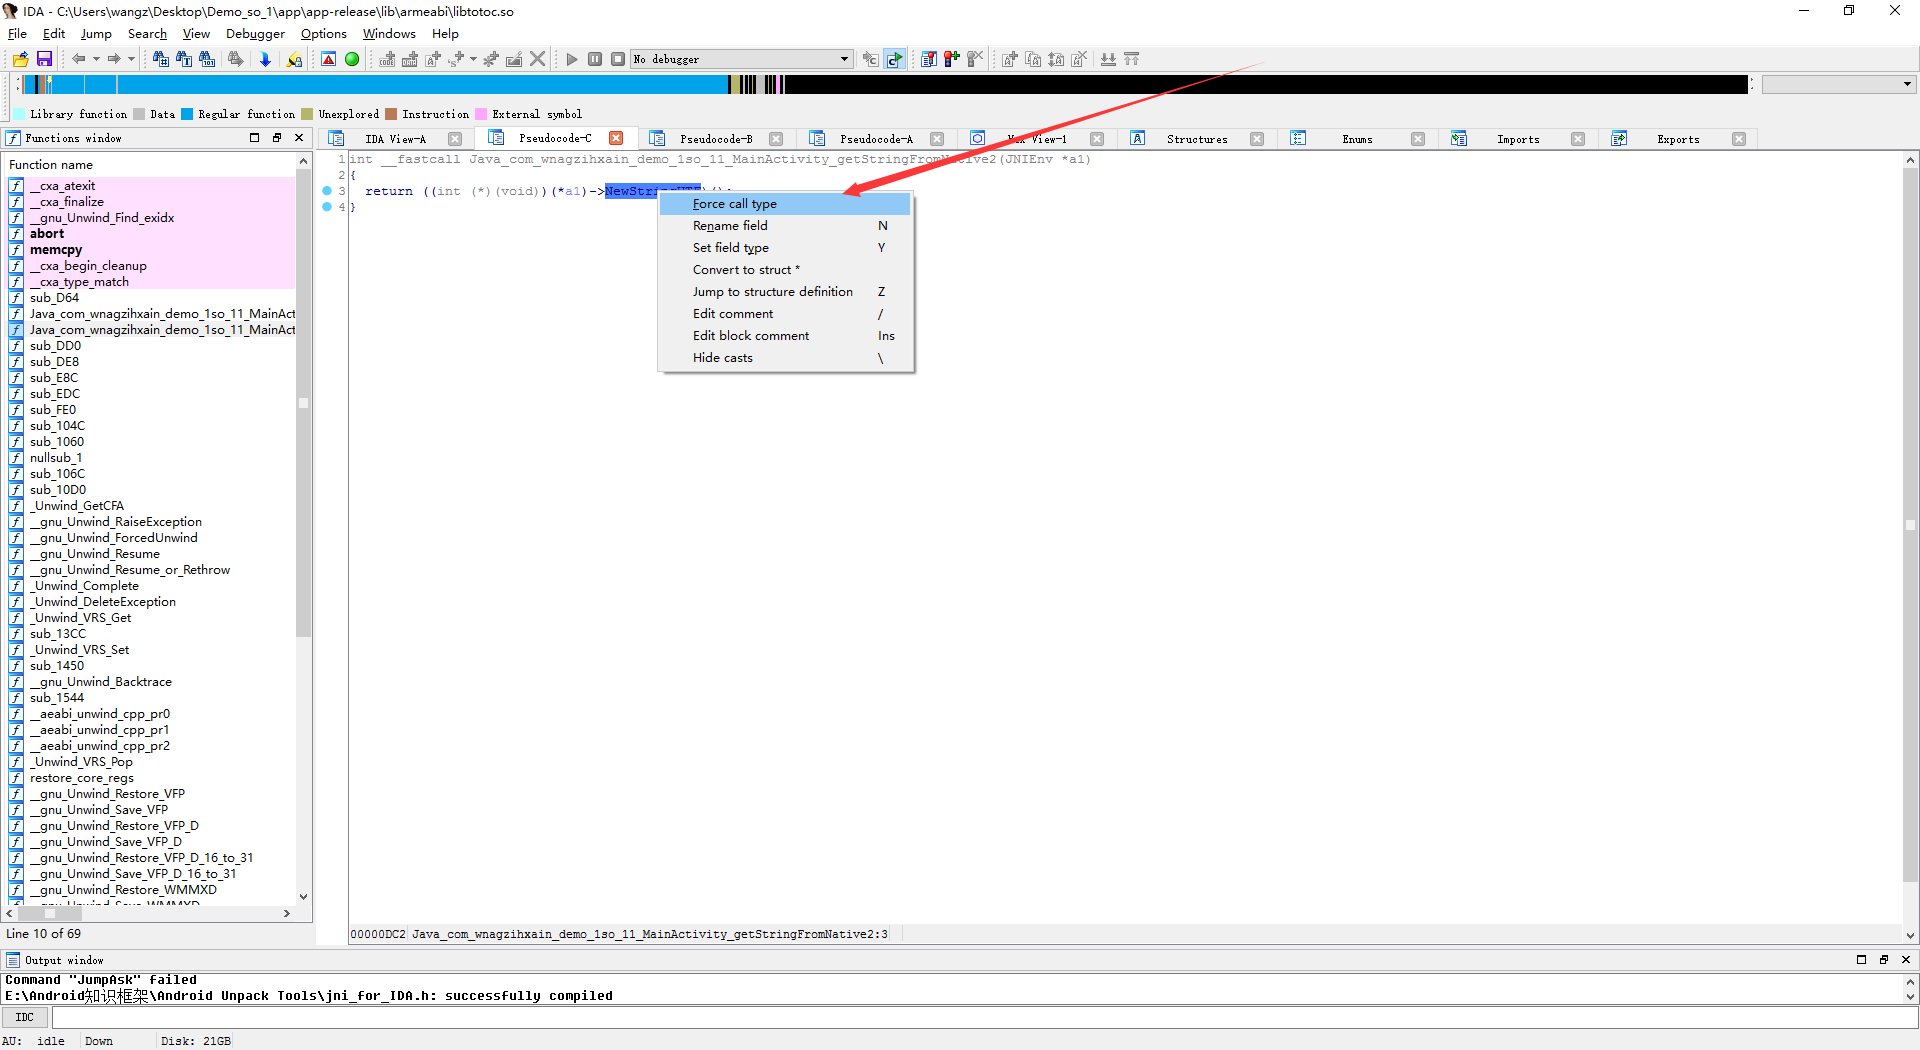 IDA - C:\Users\wangz\Desktop\Demo_so_1\app\app-release\lib\armeabi\libtotoc.so
File Edit Jump Search View Debugger Options Windows Help
No debugger
Library function Data Regular function Unexplored Instruction External symbol
Functions window
IDA View-A Pseudocode-C Pseudocode-B Pseudocode-A View-1 Structures Enums Imports Exports
Function name
__cxa_atexit
__cxa_finalize
__gnu_Unwind_Find_exidx
abort
memcpy
__cxa_begin_cleanup
__cxa_type_match
sub_D64
Java_com_wnagzihxain_demo_1so_11_MainAct
Java_com_wnagzihxain_demo_1so_11_MainAct
sub_DD0
sub_DE8
sub_E8C
sub_EDC
sub_FE0
sub_104C
sub_1060
nullsub_1
sub_106C
sub_10D0
_Unwind_GetCFA
__gnu_Unwind_RaiseException
__gnu_Unwind_ForcedUnwind
__gnu_Unwind_Resume
__gnu_Unwind_Resume_or_Rethrow
_Unwind_Complete
_Unwind_DeleteException
_Unwind_VRS_Get
sub_13CC
_Unwind_VRS_Set
sub_1450
__gnu_Unwind_Backtrace
sub_1544
__aeabi_unwind_cpp_pr0
__aeabi_unwind_cpp_pr1
__aeabi_unwind_cpp_pr2
_Unwind_VRS_Pop
restore_core_regs
__gnu_Unwind_Restore_VFP
__gnu_Unwind_Save_VFP
__gnu_Unwind_Restore_VFP_D
__gnu_Unwind_Save_VFP_D
__gnu_Unwind_Restore_VFP_D_16_to_31
__gnu_Unwind_Save_VFP_D_16_to_31
__gnu_Unwind_Restore_WMMXD
__gnu_Unwind_Save_WMMXD
Line 10 of 69
1 int __fastcall Java_com_wnagzihxain_demo_1so_11_MainActivity_getStringFromNative2(JNIEnv *a1)
2 {
3 return ((int (*)(void))(*a1)->NewStringUTF)();
4 }
Force call type
Rename field N
Set field type Y
Convert to struct *
Jump to structure definition Z
Edit comment /
Edit block comment Ins
Hide casts \
00000DC2 Java_com_wnagzihxain_demo_1so_11_MainActivity_getStringFromNative2:3
Output window
Command "JumpAsk" failed
E:\Android知识框架\Android Unpack Tools\jni_for_IDA.h: successfully compiled
IDC
AU: idle Down Disk: 21GB